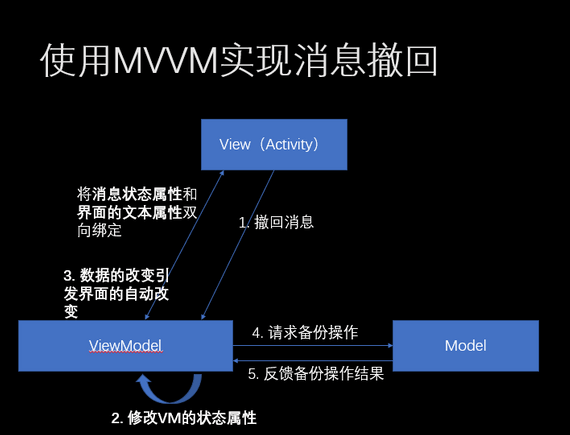 使用MVVM实现消息撤回
View（Activity）
将消息状态属性和
界面的文本属性双
向绑定
1. 撤回消息
3. 数据的改变引
发界面的自动改
变
ViewModel
4. 请求备份操作
Model
5. 反馈备份操作结果
2. 修改VM的状态属性